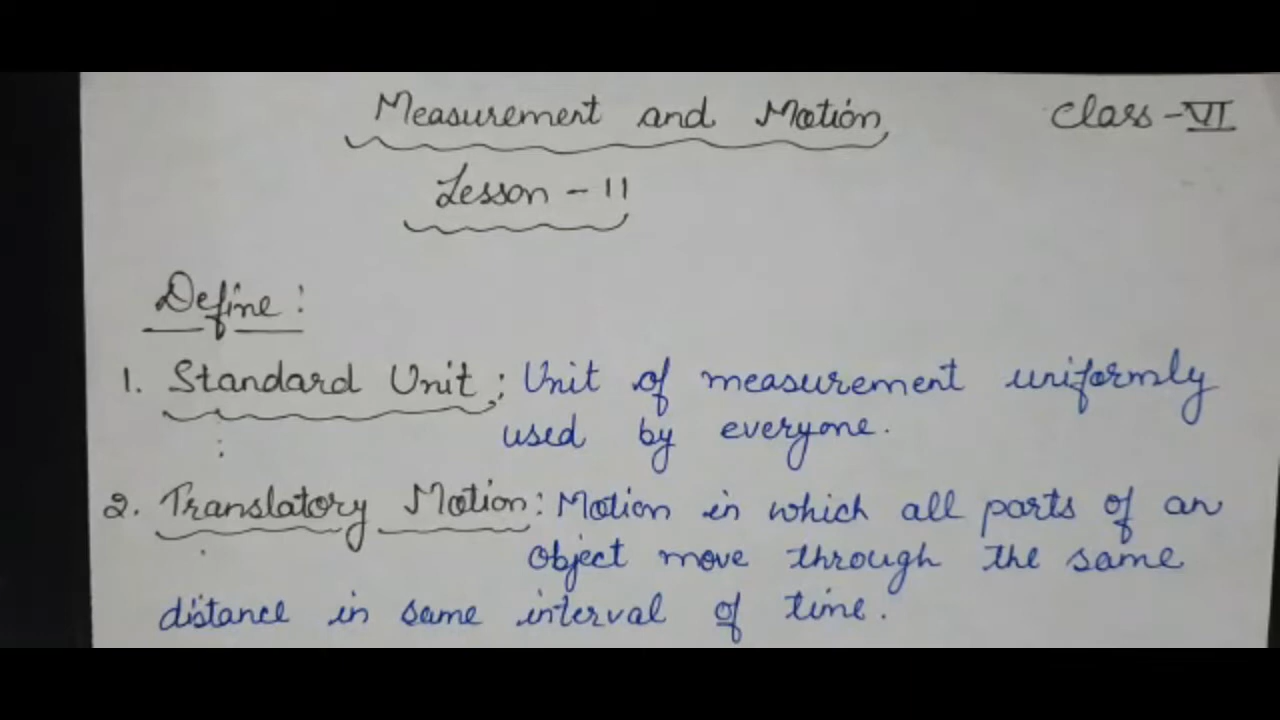 Measurement and Motion
Class - VI
Lesson - 11
Define :
1. Standard Unit : Unit of measurement uniformly
used by everyone.
2. Translatory Motion : Motion in which all parts of an
object move through the same
distance in same interval of time.